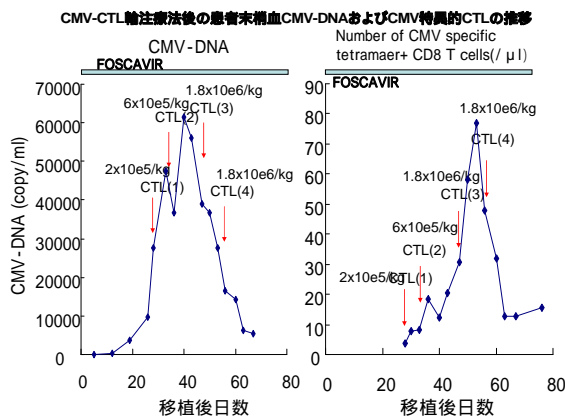 CMV-CTL輸注療法後の患者末梢血CMV-DNAおよびCMV特異的CTLの推移
CMV-DNA
FOSCAVIR
CMV-DNA (copy/ml)
70000
60000
50000
40000
30000
20000
10000
0
2x10e5/kg
CTL(1)
6x10e5/kg
CTL(2)
1.8x10e6/kg
CTL(3)
1.8x10e6/kg
CTL(4)
0
20
40
60
80
移植後日数
Number of CMV specific
tetramaer+ CD8 T cells(/μl)
FOSCAVIR
90
80
70
60
50
40
30
20
10
0
2x10e5/kg
CTL(1)
6x10e5/kg
CTL(2)
1.8x10e6/kg
CTL(3)
1.8x10e6/kg
CTL(4)
0
20
40
60
80
移植後日数